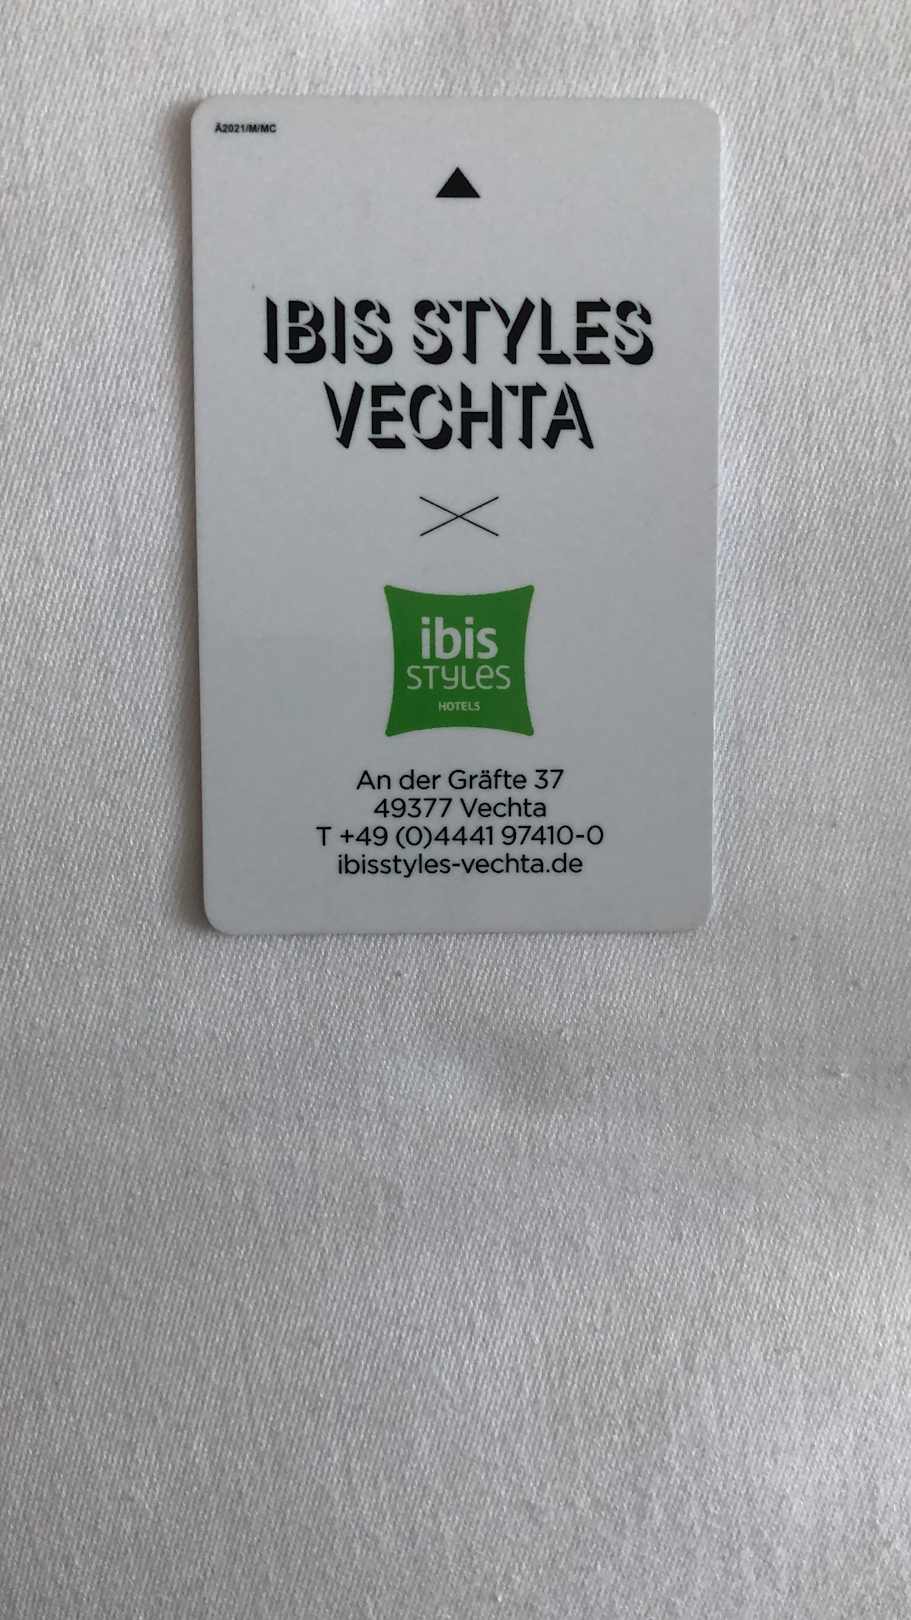 Ä2021/M/MC
IBIS STYLES
VECHTA
ibis
STYLES
HOTELS
An der Gräfte 37
49377 Vechta
T +49 (0)4441 97410-0
ibisstyles-vechta.de